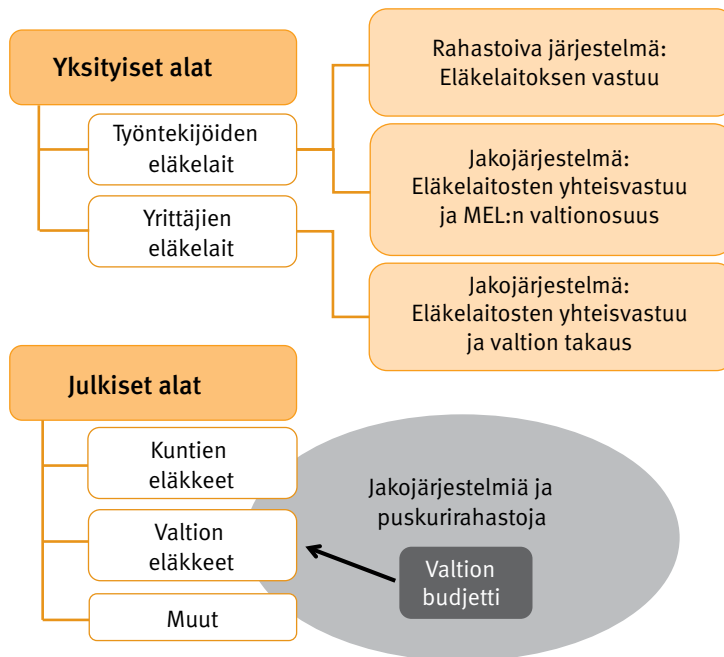 Yksityiset alat
Työntekijöiden
eläkelait
Yrittäjien
eläkelait
Rahastoiva järjestelmä:
Eläkelaitoksen vastuu
Jakojärjestelmä:
Eläkelaitosten yhteisvastuu
ja MEL:n valtionosuus
Jakojärjestelmä:
Eläkelaitosten yhteisvastuu
ja valtion takaus
Julkiset alat
Kuntien
eläkkeet
Valtion
eläkkeet
Muut
Jakojärjestelmiä ja
puskurirahastoja
Valtion
budjetti